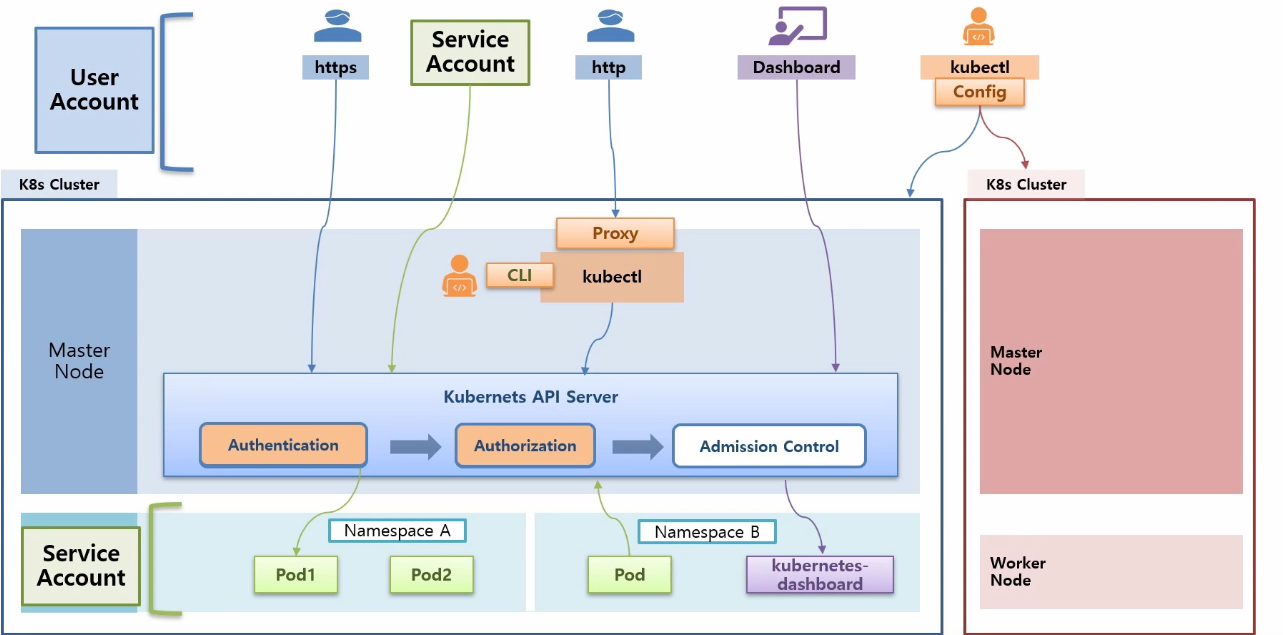 User
Account
https
Service
Account
http
Dashboard
kubectl
Config
K8s Cluster
K8s Cluster
Proxy
CLI
kubectl
Master
Node
Kubernets API Server
Authentication
Authorization
Admission Control
Master
Node
Service
Account
Namespace A
Pod1
Pod2
Namespace B
Pod
kubernetes-
dashboard
Worker
Node